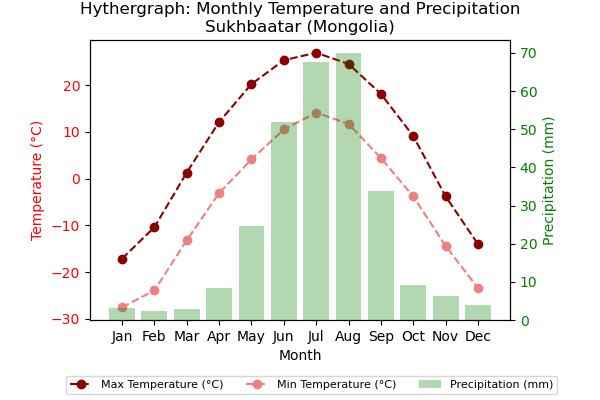 Hythergraph: Monthly Temperature and Precipitation
Sukhbaatar (Mongolia)
Temperature (°C)
20
10
0
−10
−20
−30
70
60
50
40
30
20
10
0
Precipitation (mm)
Jan Feb Mar Apr May Jun Jul Aug Sep Oct Nov Dec
Month
Max Temperature (°C) Min Temperature (°C) Precipitation (mm)